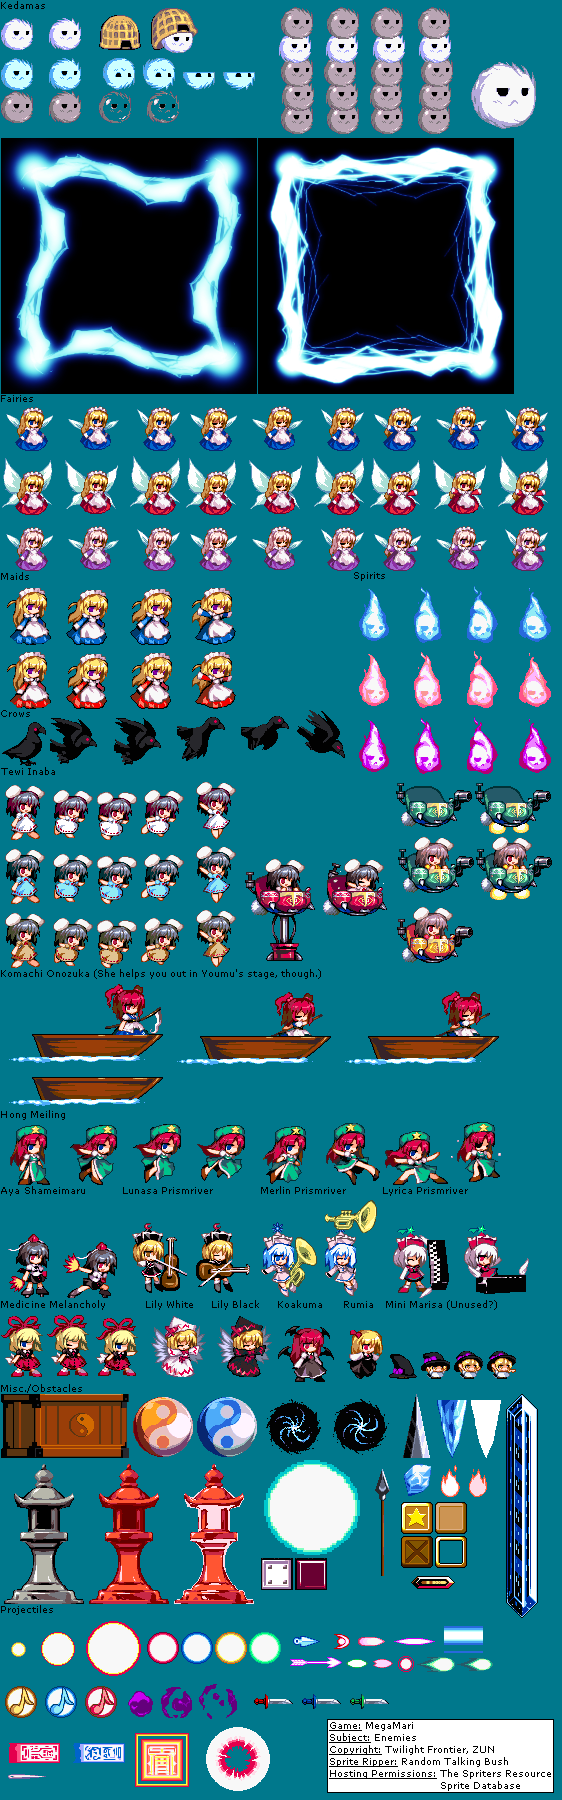 Kedamas
Fairies
Maids
Spirits
Crows
Tewi Inaba
Komachi Onozuka (She helps you out in Youmu's stage, though.)
Hong Meiling
Aya Shameimaru
Lunasa Prismriver
Merlin Prismriver
Lyrica Prismriver
Medicine Melancholy
Lily White
Lily Black
Koakuma
Rumia
Mini Marisa (Unused?)
Misc./Obstacles
Projectiles
Game: MegaMari
Subject: Enemies
Copyright: Twilight Frontier, ZUN
Sprite Ripper: Random Talking Bush
Hosting Permissions: The Spriters Resource
Sprite Database